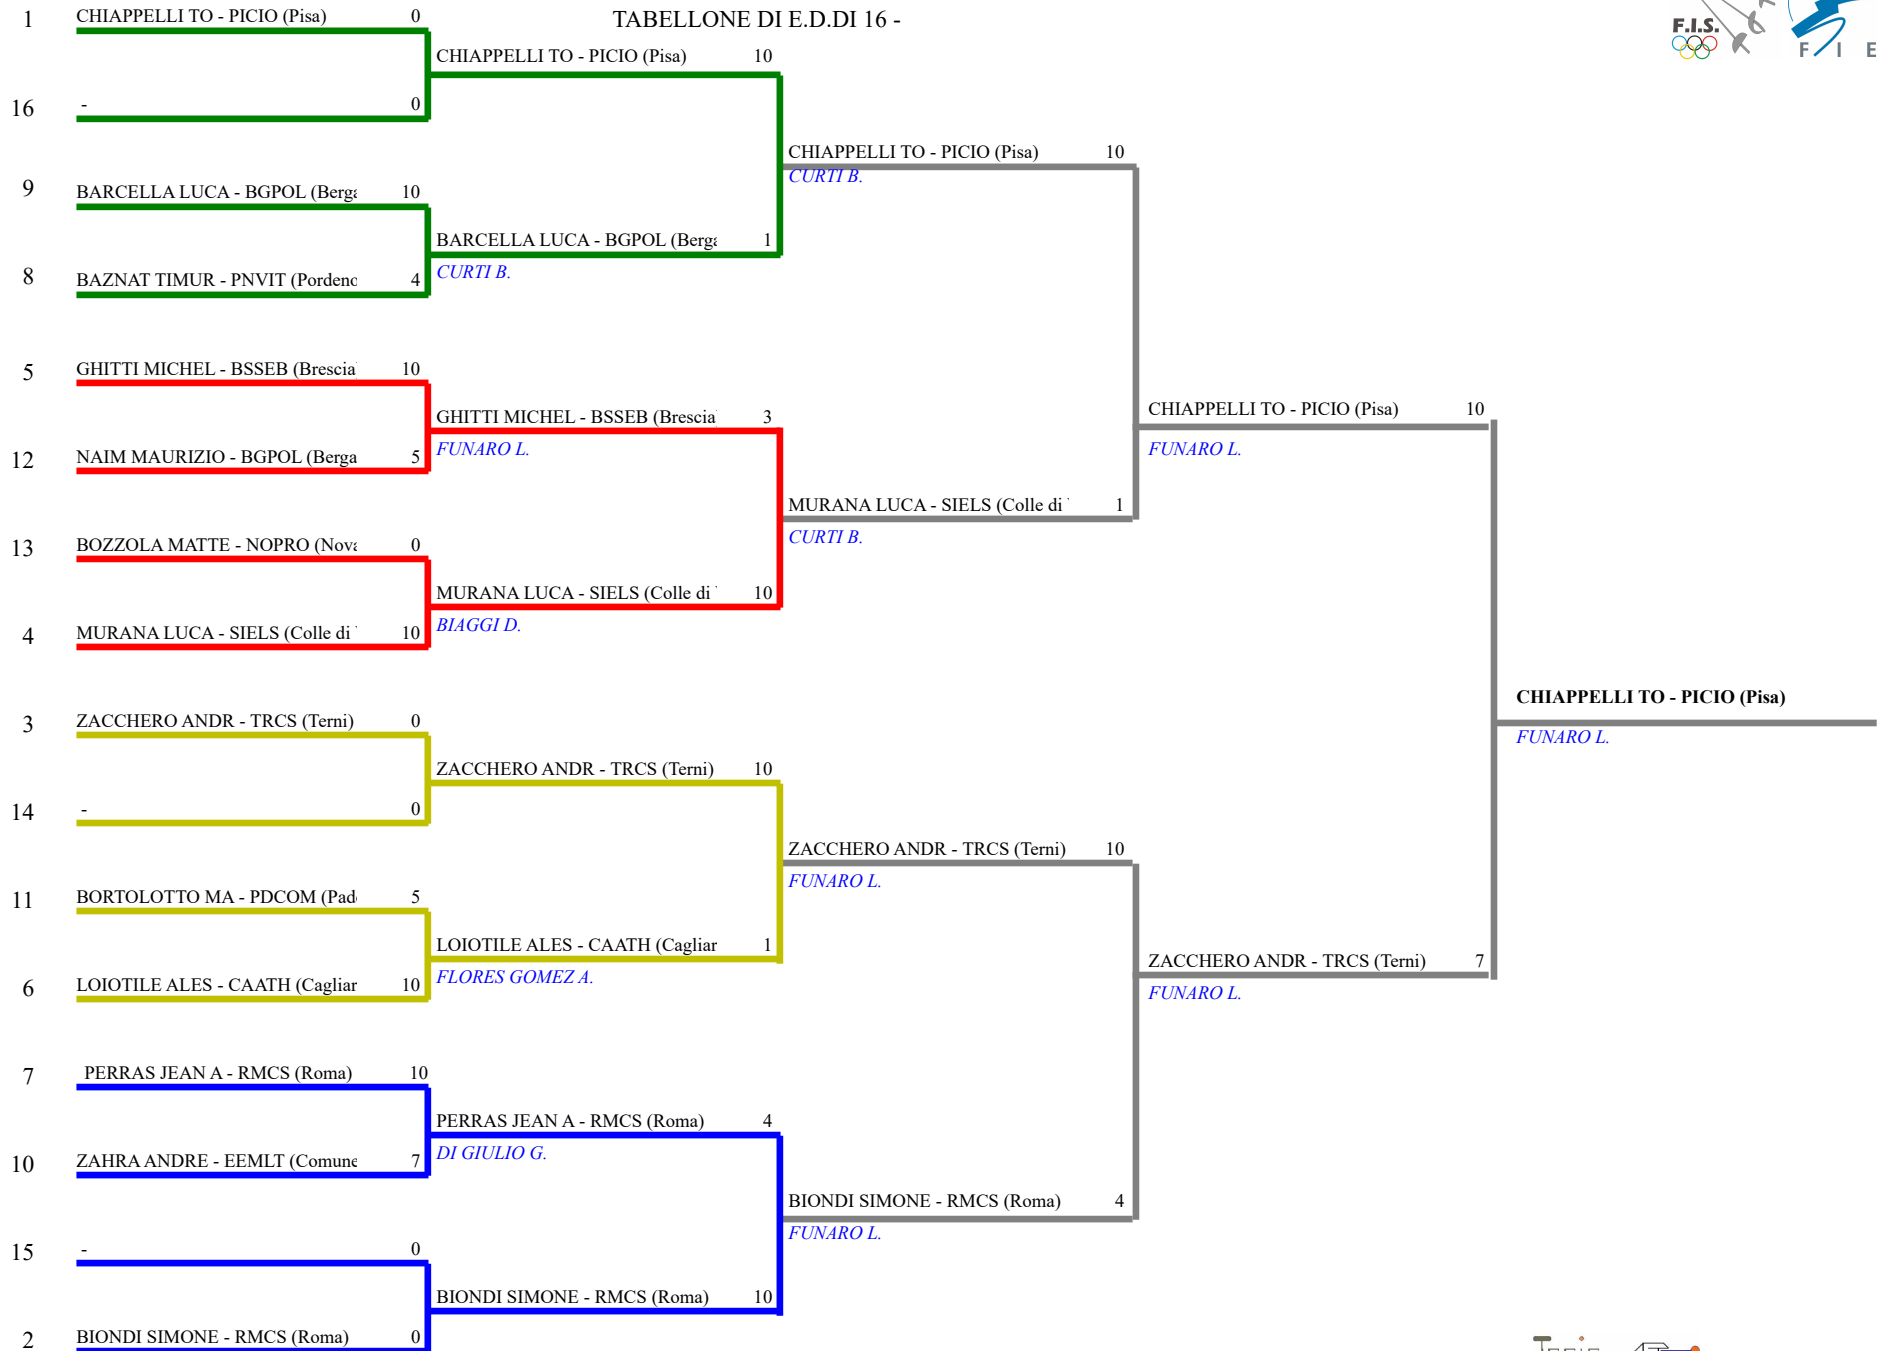 TABELLONE DI E.D.DI 16 -
F.I.S.
F I E
1 CHIAPPELLI TO - PICIO (Pisa) 0
CHIAPPELLI TO - PICIO (Pisa) 10
16 - 0
CHIAPPELLI TO - PICIO (Pisa) 10
CURTI B.
9 BARCELLA LUCA - BGPOL (Berga 10
BARCELLA LUCA - BGPOL (Berga 1
CURTI B.
8 BAZNAT TIMUR - PNVIT (Pordeno 4
5 GHITTI MICHEL - BSSEB (Brescia 10
GHITTI MICHEL - BSSEB (Brescia 3
FUNARO L.
CHIAPPELLI TO - PICIO (Pisa) 10
FUNARO L.
12 NAIM MAURIZIO - BGPOL (Berga 5
MURANA LUCA - SIELS (Colle di 1
CURTI B.
13 BOZZOLA MATTE - NOPRO (Nova 0
MURANA LUCA - SIELS (Colle di 10
BIAGGI D.
4 MURANA LUCA - SIELS (Colle di 10
CHIAPPELLI TO - PICIO (Pisa)
FUNARO L.
3 ZACCHERO ANDR - TRCS (Terni) 0
ZACCHERO ANDR - TRCS (Terni) 10
14 - 0
ZACCHERO ANDR - TRCS (Terni) 10
FUNARO L.
11 BORTOLOTTO MA - PDCOM (Pad 5
LOIOTILE ALES - CAATH (Cagliar 1
FLORES GOMEZ A.
ZACCHERO ANDR - TRCS (Terni) 7
FUNARO L.
6 LOIOTILE ALES - CAATH (Cagliar 10
7 PERRAS JEAN A - RMCS (Roma) 10
PERRAS JEAN A - RMCS (Roma) 4
DI GIULIO G.
10 ZAHRA ANDRE - EEMLT (Comune 7
BIONDI SIMONE - RMCS (Roma) 4
FUNARO L.
15 - 0
BIONDI SIMONE - RMCS (Roma) 10
2 BIONDI SIMONE - RMCS (Roma) 0